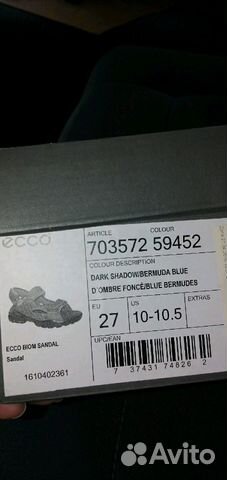 ecco
ARTICLE COLOUR
703572 59452
COLOUR DESCRIPTION
DARK SHADOW/BERMUDA BLUE
D'OMBRE FONCÉ/BLUE BERMUDES
EU US EXTRAS
27 10-10.5
UPC/EAN
7 37431 74826 2
ECCO BIOM SANDAL
Sandal
1610402361
Avito